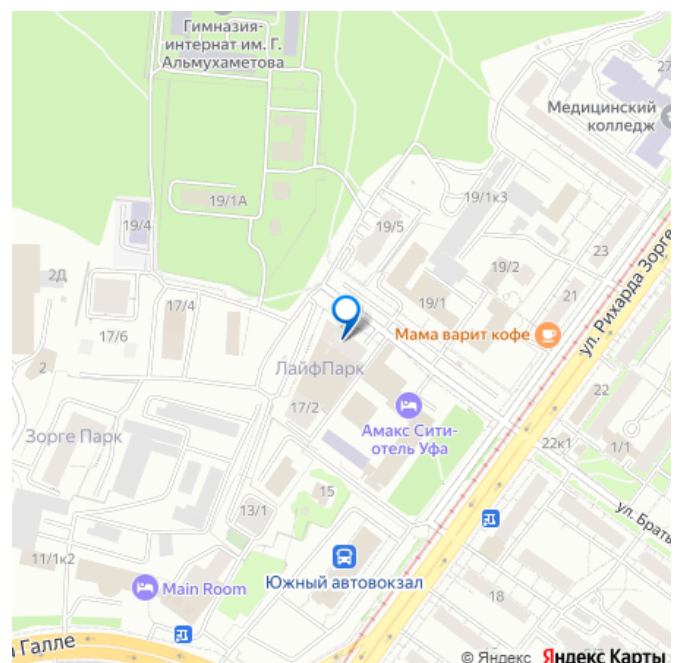 Гимназия-
интернат им. Г.
Альмухаметова
27
Медицинский
колледж
19/1А
19/1к3
19/4
19/5
23
ул. Рихарда Зорге
2Д
19/2
17/4
21
19/1
17/6
Мама варит кофе
2
ЛайфПарк
22
17/2
Амакс Сити-
отель Уфа
Зорге Парк
22к1
1/1
15
13/1
ул. Брать
11/1к2
Южный автовокзал
Main Room
18
Галле
© Яндекс Яндекс Карты